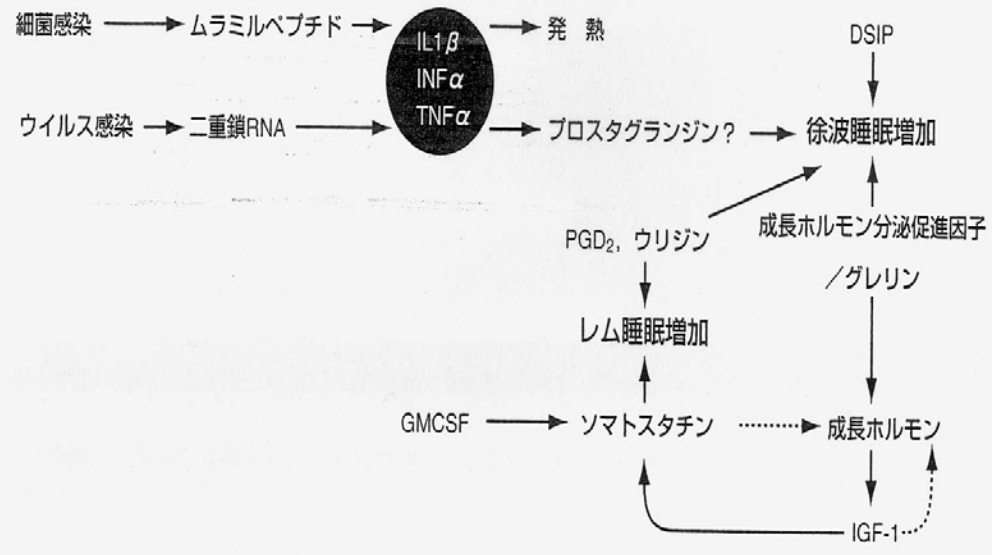 細菌感染
ムラミルペプチド
IL1β
INFα
TNFα
発 熱
DSIP
ウイルス感染
二重鎖RNA
プロスタグランジン?
徐波睡眠増加
PGD₂,ウリジン
成長ホルモン分泌促進因子
/グレリン
レム睡眠増加
GMCSF
ソマトスタチン
成長ホルモン
IGF-1